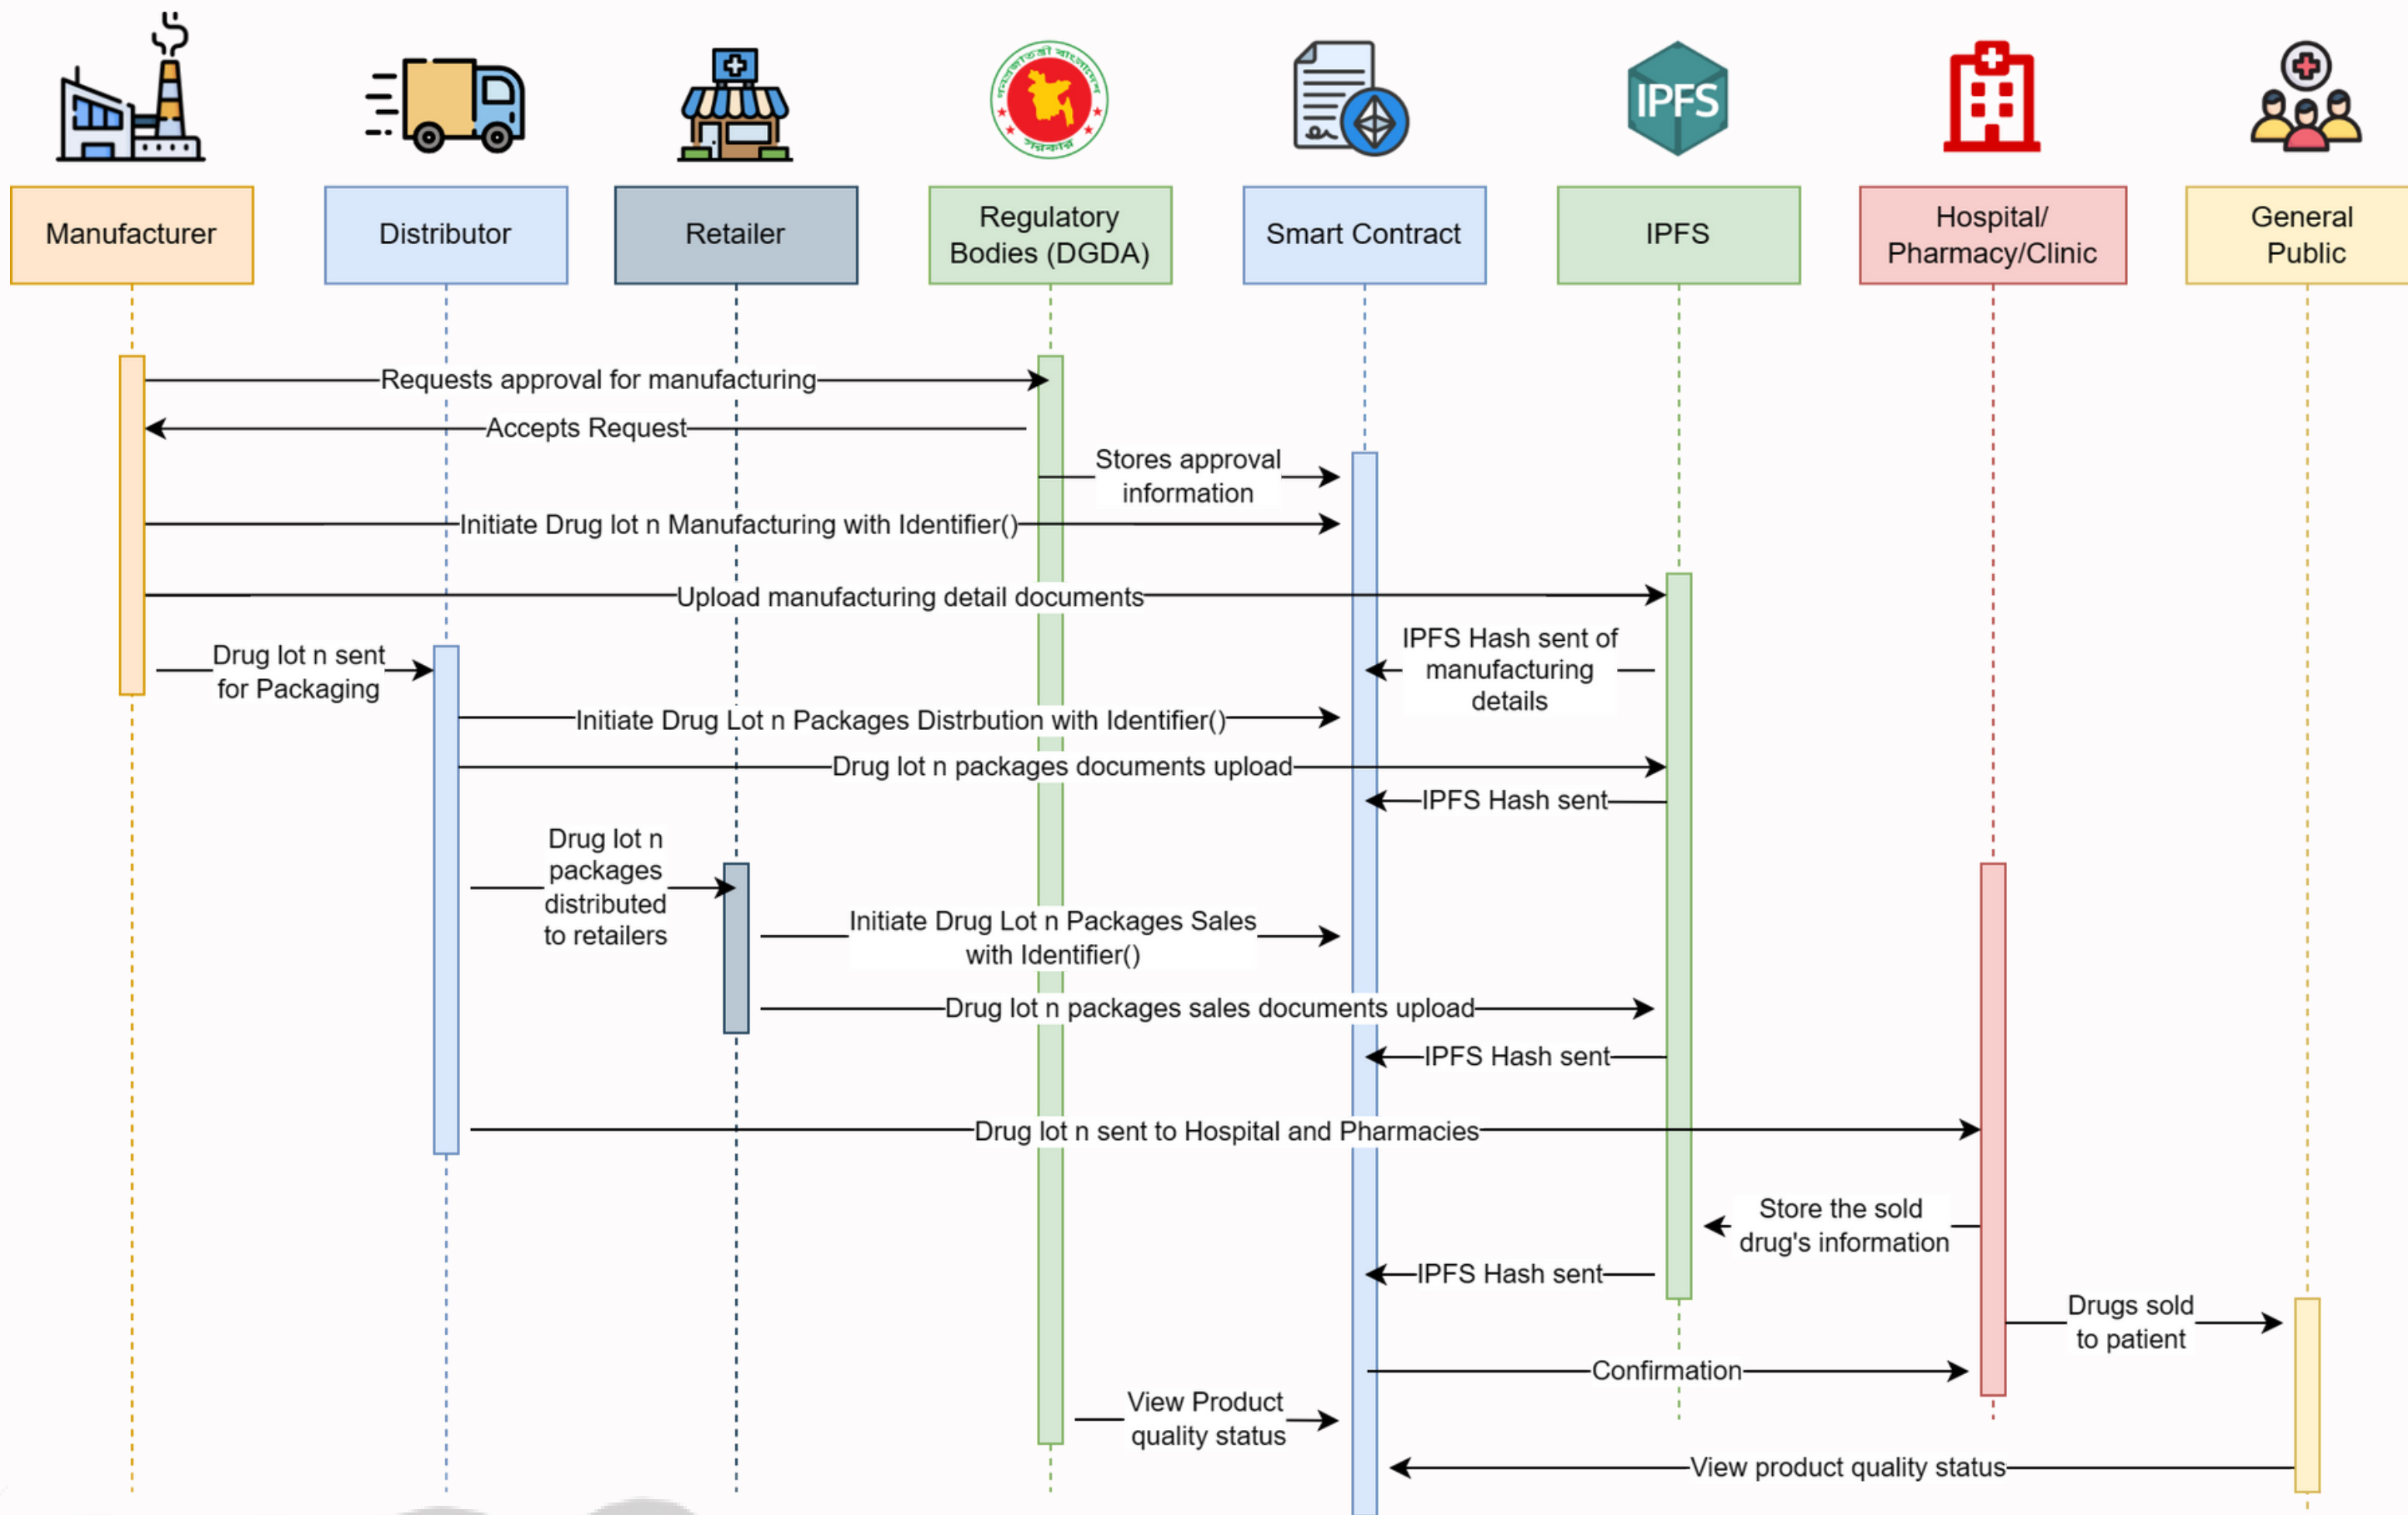 গণপ্রজাতন্ত্রী বাংলাদেশ
সরকার
IPFS
Manufacturer
Distributor
Retailer
Regulatory
Bodies (DGDA)
Smart Contract
IPFS
Hospital/
Pharmacy/Clinic
General
Public
Requests approval for manufacturing
Accepts Request
Stores approval
information
Initiate Drug lot n Manufacturing with Identifier()
Upload manufacturing detail documents
IPFS Hash sent of
manufacturing
details
Drug lot n sent
for Packaging
Initiate Drug Lot n Packages Distrbution with Identifier()
Drug lot n packages documents upload
IPFS Hash sent
Drug lot n
packages
distributed
to retailers
Initiate Drug Lot n Packages Sales
with Identifier()
Drug lot n packages sales documents upload
IPFS Hash sent
Drug lot n sent to Hospital and Pharmacies
Store the sold
drug's information
IPFS Hash sent
Drugs sold
to patient
Confirmation
View Product
quality status
View product quality status